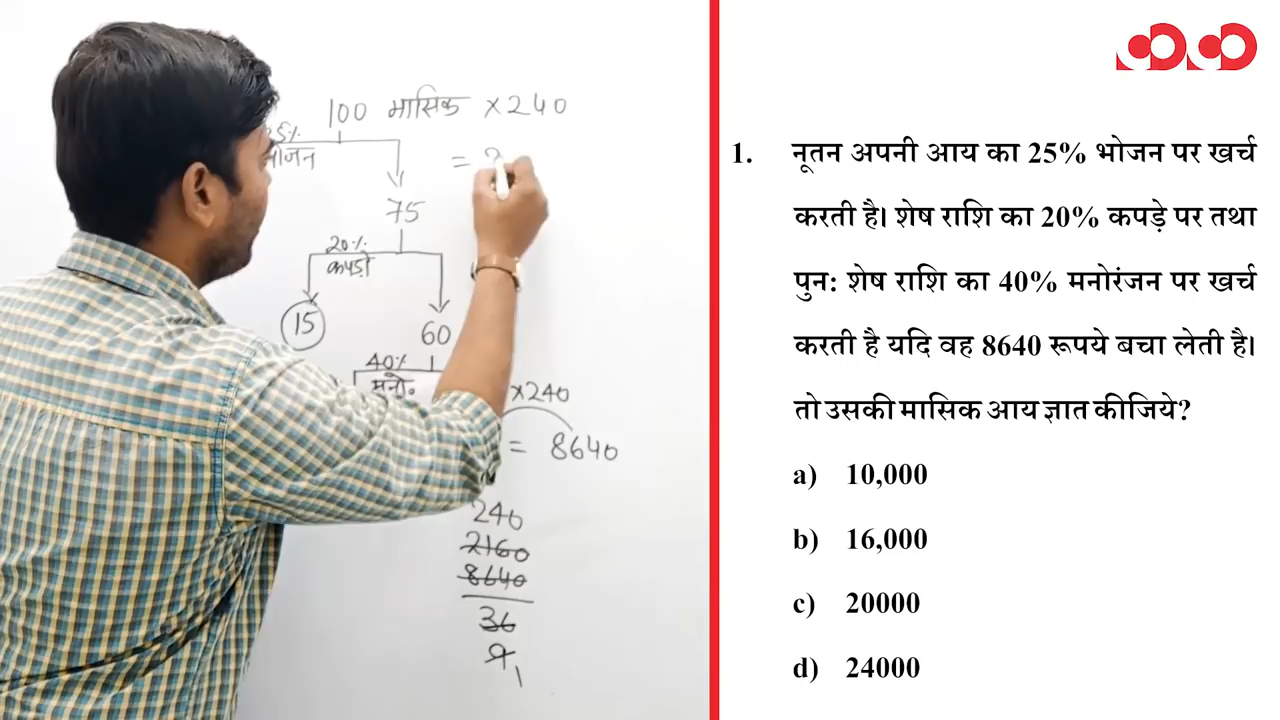 100 मासिक ×240
25%
भोजन
=
75
20%
कपड़ो
15
60
40%
मनो.
×240
= 8640
240
2160
8640
36
9
1
1. नूतन अपनी आय का 25% भोजन पर खर्च
करती है। शेष राशि का 20% कपड़े पर तथा
पुन: शेष राशि का 40% मनोरंजन पर खर्च
करती है यदि वह 8640 रूपये बचा लेती है।
तो उसकी मासिक आय ज्ञात कीजिये?
a) 10,000
b) 16,000
c) 20000
d) 24000